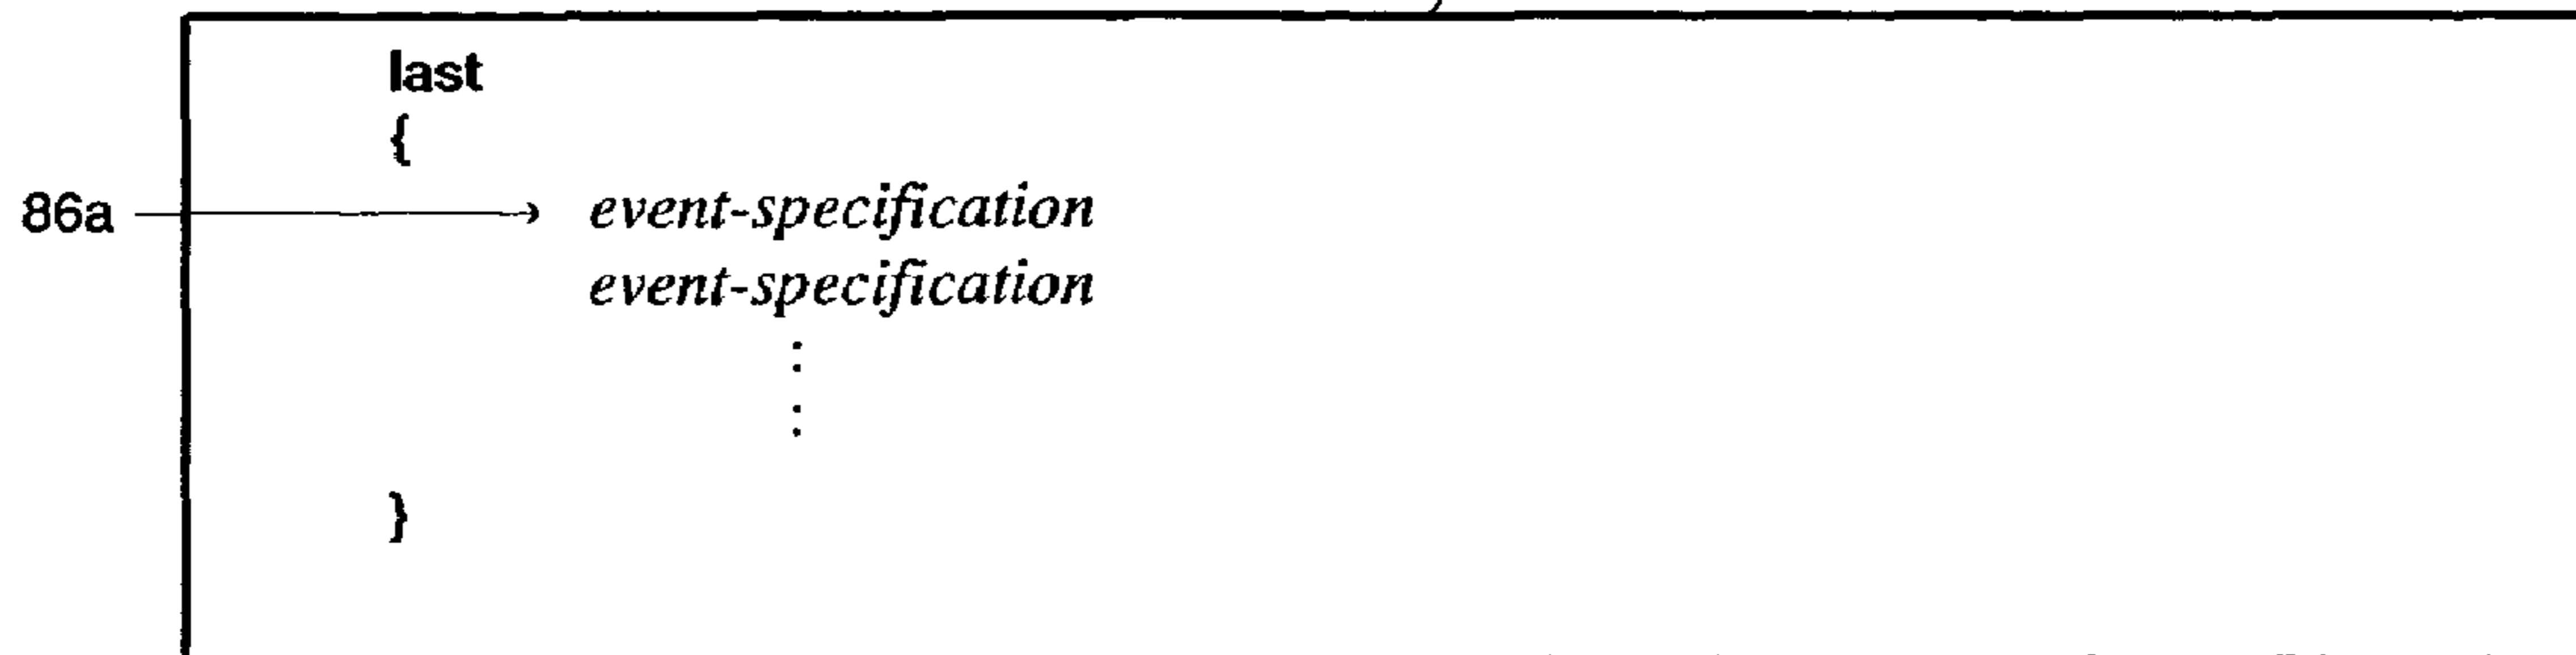 last
{
86a event-specification
event-specification
:
:
}